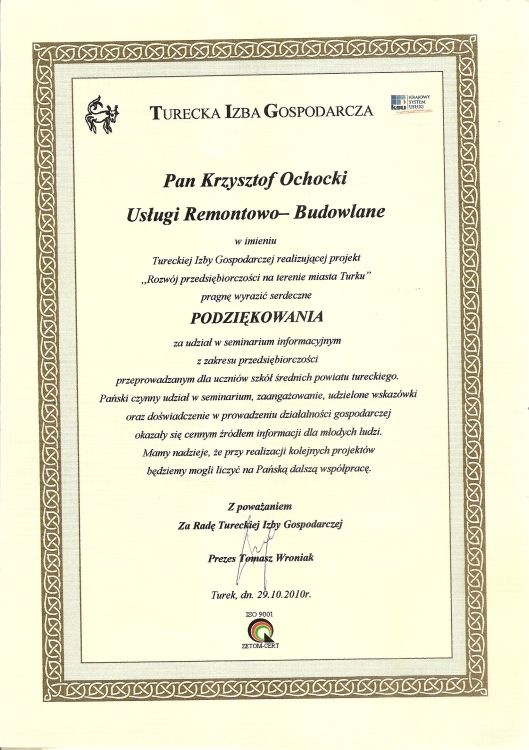 TURECKA IZBA GOSPODARCZA
ksu KRAJOWY SYSTEM USŁUG
Pan Krzysztof Ochocki
Usługi Remontowo– Budowlane
w imieniu
Tureckiej Izby Gospodarczej realizującej projekt
,,Rozwój przedsiębiorczości na terenie miasta Turku”
pragnę wyrazić serdeczne
PODZIĘKOWANIA
za udział w seminarium informacyjnym
z zakresu przedsiębiorczości
przeprowadzanym dla uczniów szkół średnich powiatu tureckiego.
Pański czynny udział w seminarium, zaangażowanie, udzielone wskazówki
oraz doświadczenie w prowadzeniu działalności gospodarczej
okazały się cennym źródłem informacji dla młodych ludzi.
Mamy nadzieje, że przy realizacji kolejnych projektów
będziemy mogli liczyć na Pańską dalszą współpracę.
Z poważaniem
Za Radę Tureckiej Izby Gospodarczej
Prezes Tomasz Wroniak
Turek, dn. 29.10.2010r.
ISO 9001
ZETOM-CERT